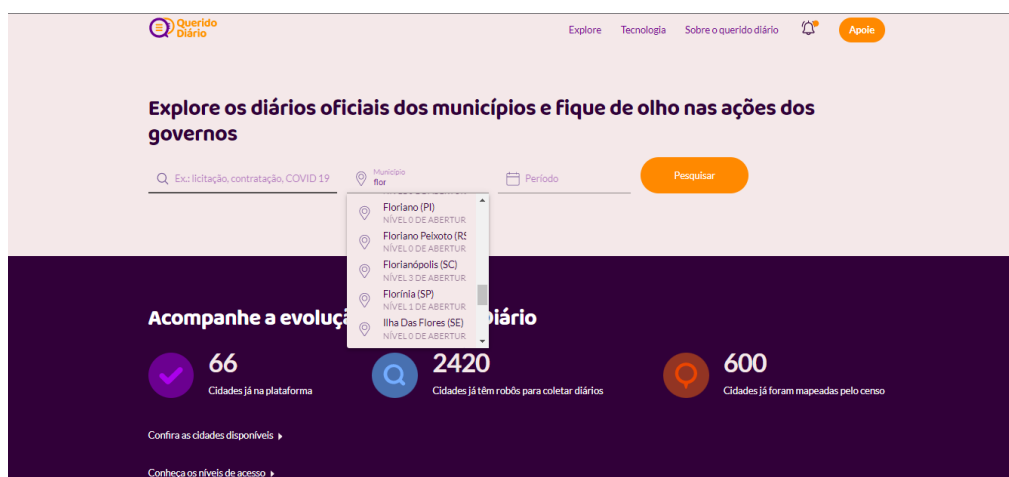 Querido
Diário
Explore
Tecnologia
Sobre o querido diário
Apoie
Explore os diários oficiais dos municípios e fique de olho nas ações dos
governos
Ex.: licitação, contratação, COVID 19
Município
flor
Período
Pesquisar
Floriano (PI)
NÍVEL 0 DE ABERTUR
Floriano Peixoto (RS
NÍVEL 0 DE ABERTUR
Florianópolis (SC)
NÍVEL 3 DE ABERTUR
Florínia (SP)
NÍVEL 1 DE ABERTUR
Ilha Das Flores (SE)
NÍVEL 0 DE ABERTUR
Acompanhe a evoluç
iário
66
Cidades já na plataforma
2420
Cidades já têm robôs para coletar diários
600
Cidades já foram mapeadas pelo censo
Confira as cidades disponíveis
Conheça os níveis de acesso